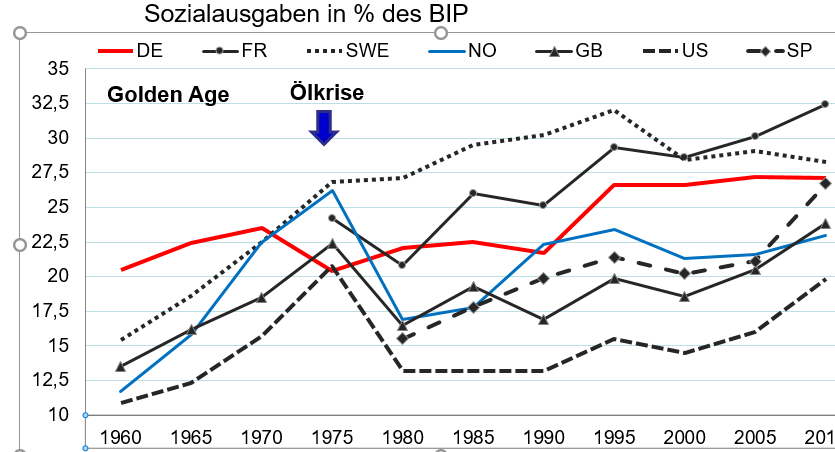 Sozialausgaben in % des BIP
DE FR SWE NO GB US SP
35
Golden Age Ölkrise
32,5
30
27,5
25
22,5
20
17,5
15
12,5
10
1960 1965 1970 1975 1980 1985 1990 1995 2000 2005 201